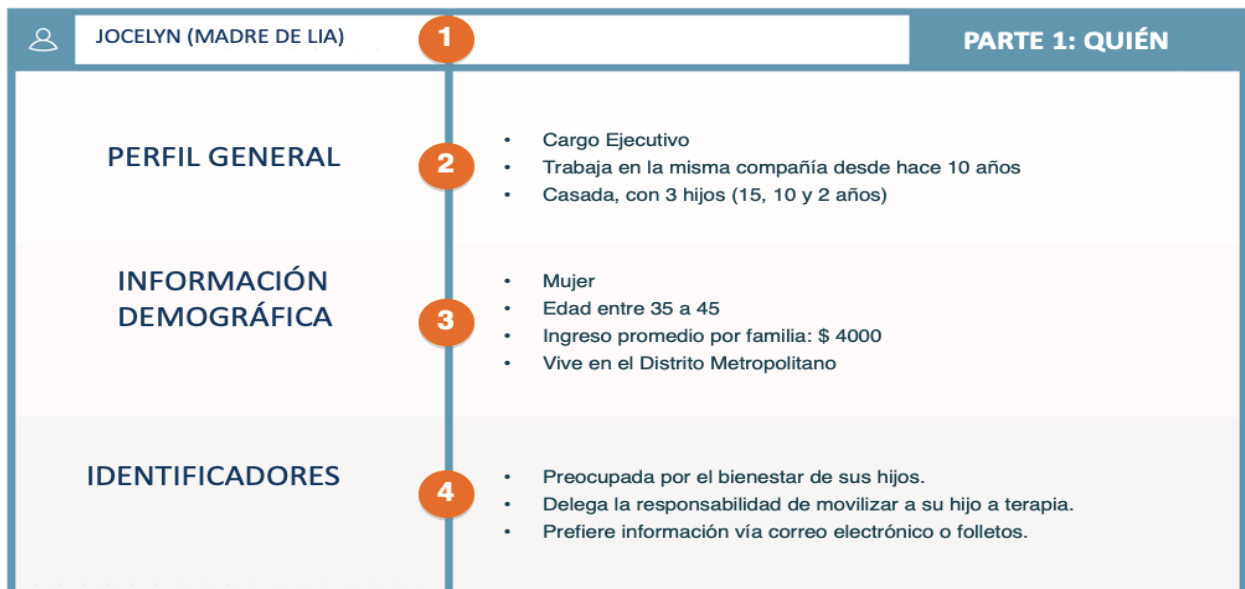 JOCELYN (MADRE DE LIA)
1
PARTE 1: QUIÉN
PERFIL GENERAL
2
• Cargo Ejecutivo
• Trabaja en la misma compañía desde hace 10 años
• Casada, con 3 hijos (15, 10 y 2 años)
INFORMACIÓN
DEMOGRÁFICA
3
• Mujer
• Edad entre 35 a 45
• Ingreso promedio por familia: $ 4000
• Vive en el Distrito Metropolitano
IDENTIFICADORES
4
• Preocupada por el bienestar de sus hijos.
• Delega la responsabilidad de movilizar a su hijo a terapia.
• Prefiere información vía correo electrónico o folletos.